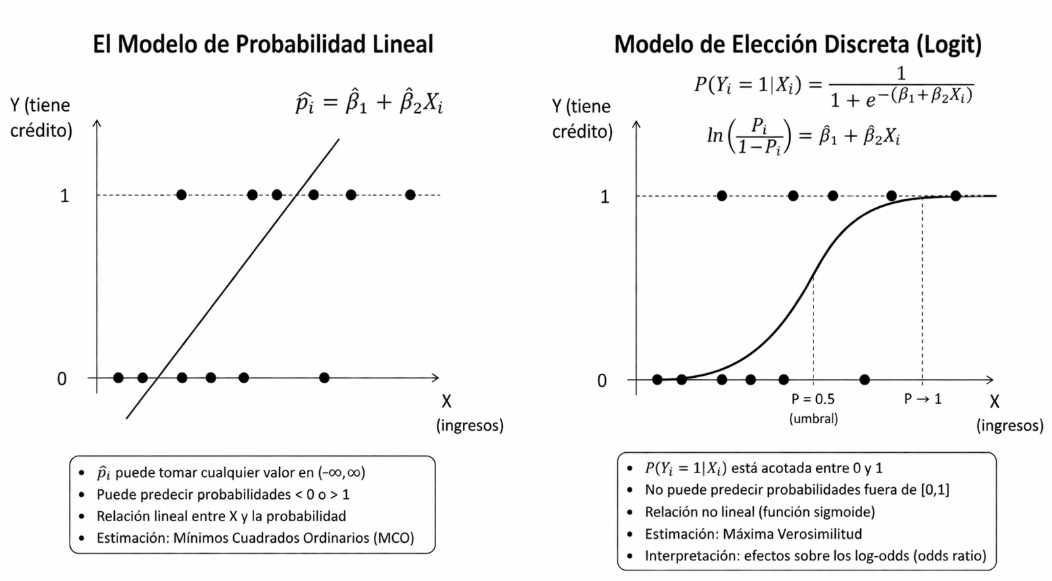 El Modelo de Probabilidad Lineal
p̂ᵢ = β̂₁ + β̂₂Xᵢ
Y (tiene
crédito)
1
0
X
(ingresos)
• p̂ᵢ puede tomar cualquier valor en (-∞,∞)
• Puede predecir probabilidades < 0 o > 1
• Relación lineal entre X y la probabilidad
• Estimación: Mínimos Cuadrados Ordinarios (MCO)
Modelo de Elección Discreta (Logit)
P(Yᵢ = 1|Xᵢ) = 1 / (1 + e^−(β₁+β₂Xᵢ))
ln(Pᵢ / (1−Pᵢ)) = β̂₁ + β̂₂Xᵢ
Y (tiene
crédito)
1
0
P = 0.5
(umbral)
P → 1
X
(ingresos)
• P(Yᵢ = 1|Xᵢ) está acotada entre 0 y 1
• No puede predecir probabilidades fuera de [0,1]
• Relación no lineal (función sigmoide)
• Estimación: Máxima Verosimilitud
• Interpretación: efectos sobre los log-odds (odds ratio)